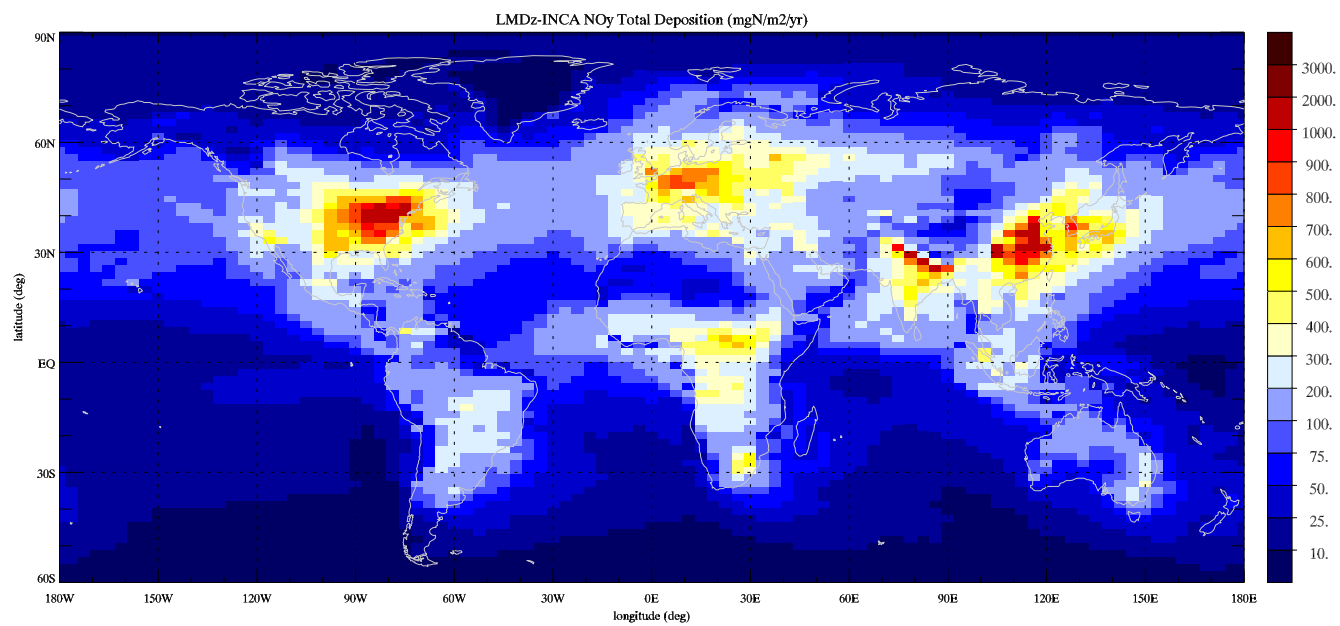 LMDz-INCA NOy Total Deposition (mgN/m2/yr)
90N
60N
30N
EQ
30S
60S
latitude (deg)
180W 150W 120W 90W 60W 30W 0E 30E 60E 90E 120E 150E 180E
longitude (deg)
3000.
2000.
1000.
900.
800.
700.
600.
500.
400.
300.
200.
100.
75.
50.
25.
10.